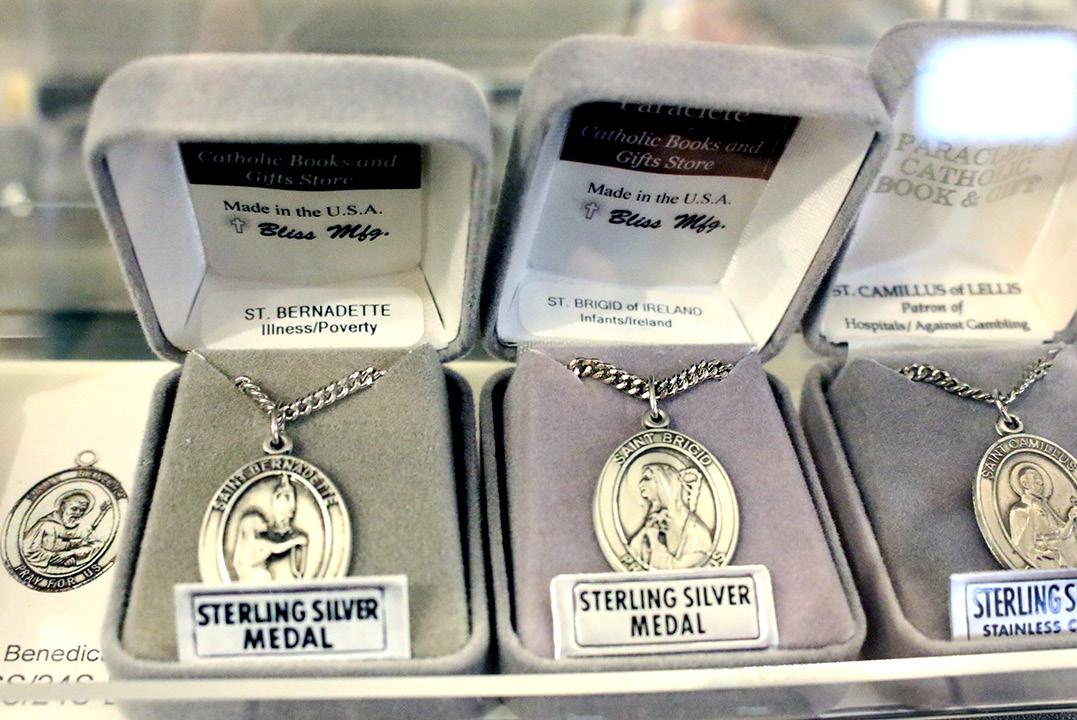 Catholic Books and
Gifts Store
Made in the U.S.A.
Bliss Mfg.
ST. BERNADETTE
Illness/Poverty
SAINT BERNADETTE
STERLING SILVER
MEDAL
Paraclete
Catholic Books and
Gifts Store
Made in the U.S.A.
Bliss Mfg.
ST. BRIGID of IRELAND
Infants/Ireland
SAINT BRIGID
STERLING SILVER
MEDAL
PARACLETE
CATHOLIC
BOOK & GIFT
ST. CAMILLUS of LELLIS
Patron of
Hospitals/ Against Gambling
SAINT CAMILLUS
STERLING S
STAINLESS C
PRAY FOR US
Benedic